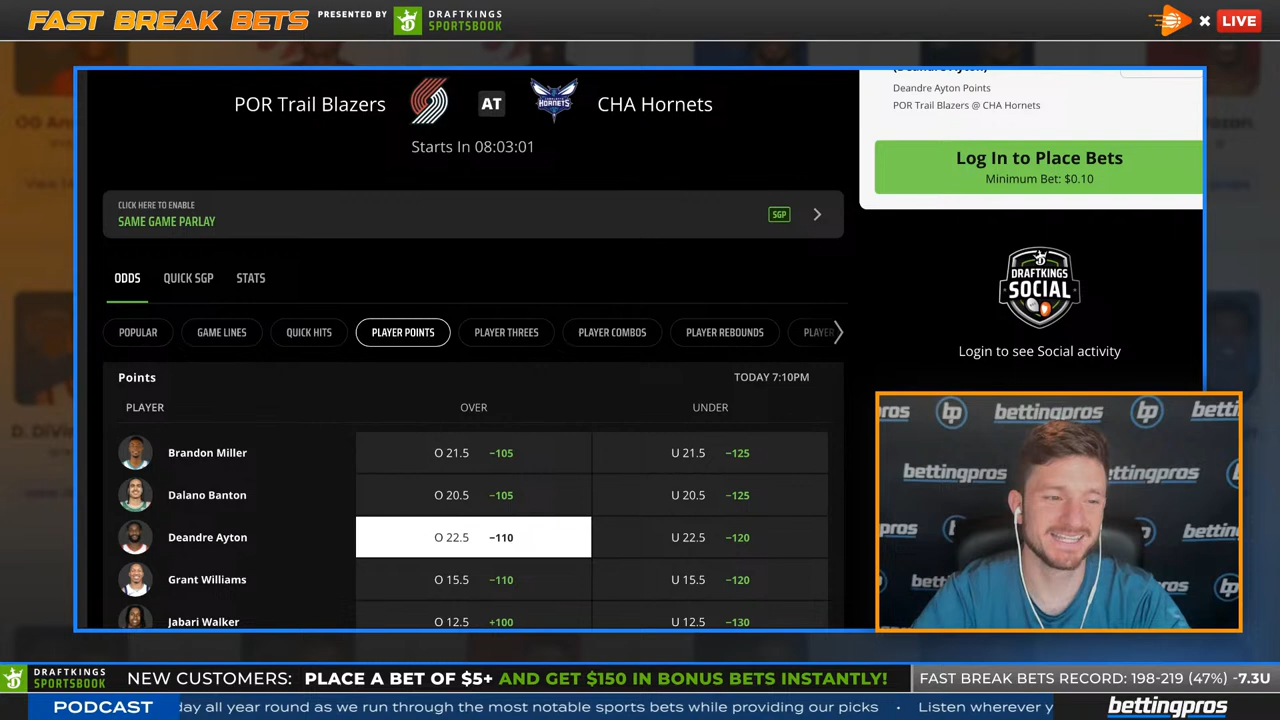 FAST BREAK BETS
PRESENTED BY
DRAFTKINGS
SPORTSBOOK
LIVE
POR Trail Blazers
AT
HORNETS
CHA Hornets
Starts In 08:03:01
Deandre Ayton Points
POR Trail Blazers @ CHA Hornets
Log In to Place Bets
Minimum Bet: $0.10
CLICK HERE TO ENABLE
SAME GAME PARLAY
SGP
DRAFTKINGS
SOCIAL
Login to see Social activity
ODDS
QUICK SGP
STATS
POPULAR
GAME LINES
QUICK HITS
PLAYER POINTS
PLAYER THREES
PLAYER COMBOS
PLAYER REBOUNDS
PLAYER
Points
TODAY 7:10PM
PLAYER
OVER
UNDER
Brandon Miller O 21.5 −105 U 21.5 −125
Dalano Banton O 20.5 −105 U 20.5 −125
Deandre Ayton O 22.5 −110 U 22.5 −120
Grant Williams O 15.5 −110 U 15.5 −120
Jabari Walker O 12.5 +100 U 12.5 −130
ros bp bettingpros bp betti
bettingpros
DRAFTKINGS
SPORTSBOOK
NEW CUSTOMERS: PLACE A BET OF $5+ AND GET $150 IN BONUS BETS INSTANTLY!
FAST BREAK BETS RECORD: 198-219 (47%) -7.3U
PODCAST
day all year round as we run through the most notable sports bets while providing our picks • Listen wherever y
bettingpros